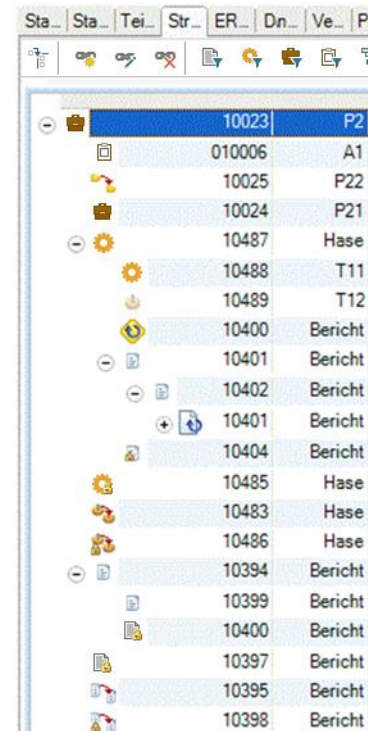 Sta... Sta... Tei... Str... ER... Dn... Ve... P
10023 P2
010006 A1
10025 P22
10024 P21
10487 Hase
10488 T11
10489 T12
10400 Bericht
10401 Bericht
10402 Bericht
10401 Bericht
10404 Bericht
10485 Hase
10483 Hase
10486 Hase
10394 Bericht
10399 Bericht
10400 Bericht
10397 Bericht
10395 Bericht
10398 Bericht